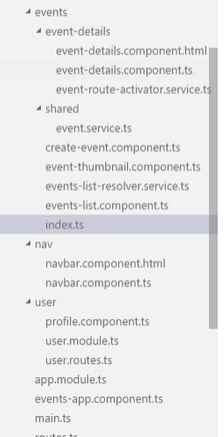 events
event-details
event-details.component.html
event-details.component.ts
event-route-activator.service.ts
shared
event.service.ts
create-event.component.ts
event-thumbnail.component.ts
events-list-resolver.service.ts
events-list.component.ts
index.ts
nav
navbar.component.html
navbar.component.ts
user
profile.component.ts
user.module.ts
user.routes.ts
app.module.ts
events-app.component.ts
main.ts
routes.ts